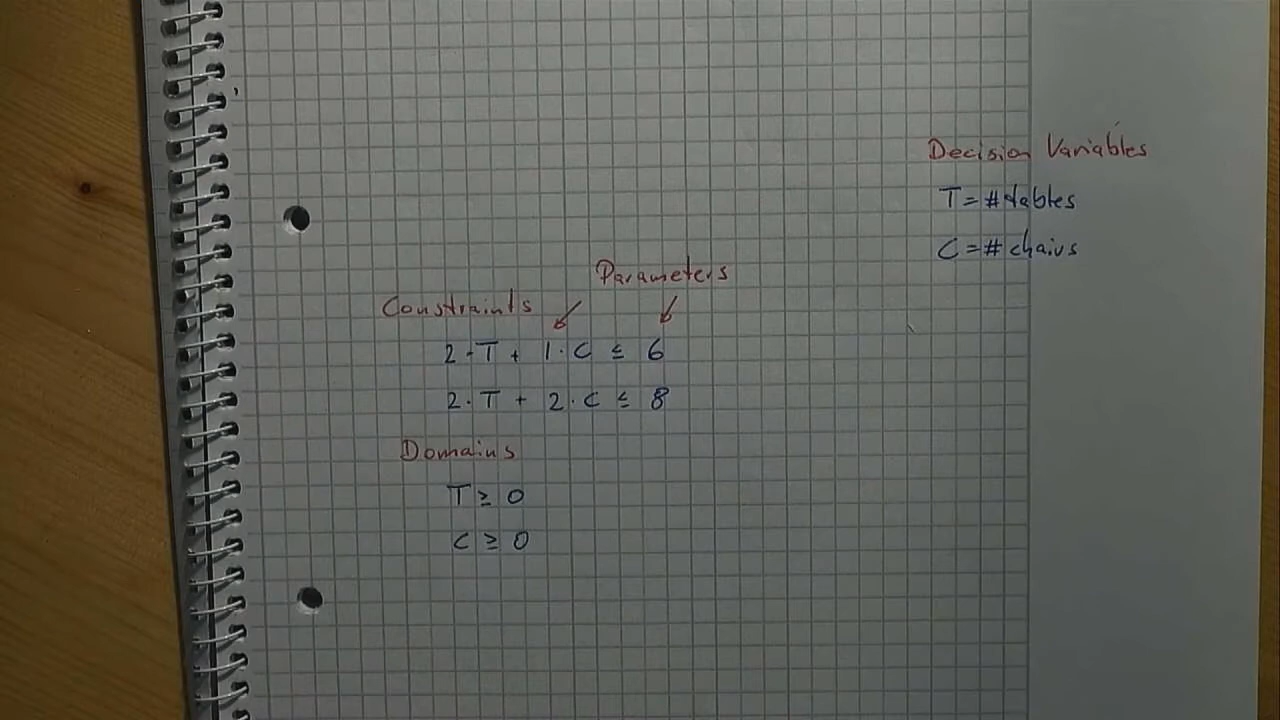 Decision Variables
T = #tables
C = # chairs
Parameters
Constraints
2 · T + 1 · C ≤ 6
2 · T + 2 · C ≤ 8
Domains
T ≥ 0
C ≥ 0